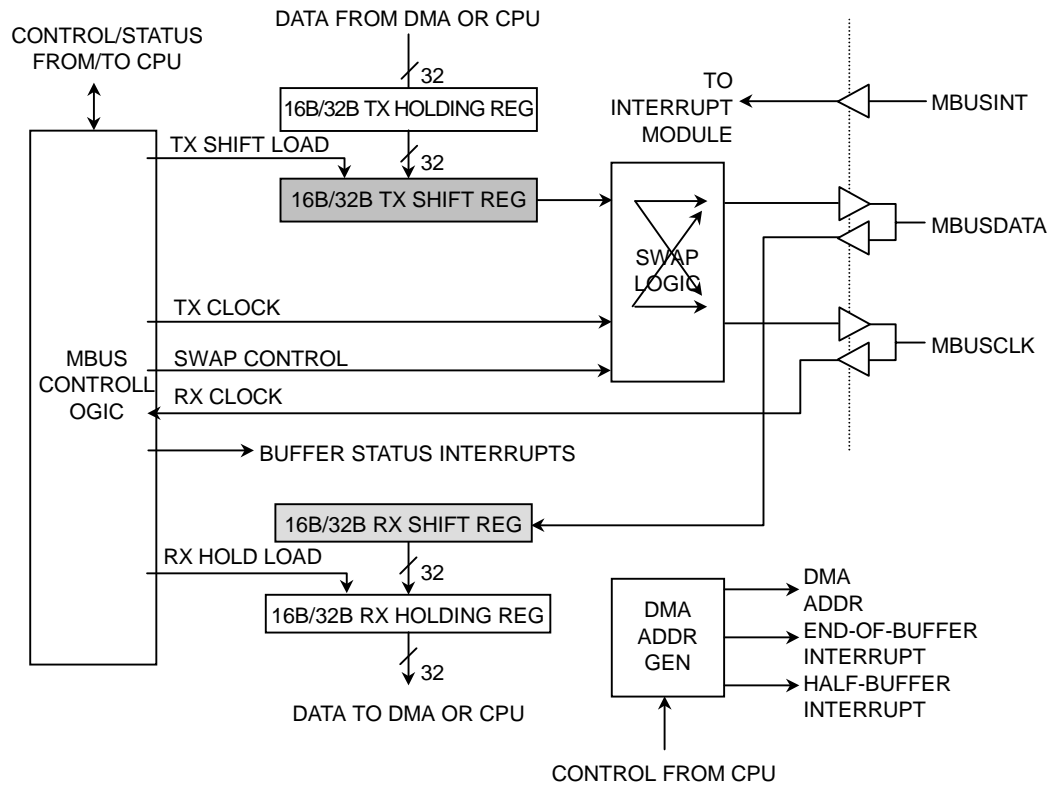 DATA FROM DMA OR CPU
CONTROL/STATUS
FROM/TO CPU
32
16B/32B TX HOLDING REG
TO
INTERRUPT
MODULE
MBUSINT
TX SHIFT LOAD
32
16B/32B TX SHIFT REG
MBUSDATA
SWAP
LOGIC
TX CLOCK
MBUSCLK
SWAP CONTROL
MBUS
CONTROLL
OGIC
RX CLOCK
BUFFER STATUS INTERRUPTS
16B/32B RX SHIFT REG
RX HOLD LOAD
32
16B/32B RX HOLDING REG
32
DATA TO DMA OR CPU
DMA
ADDR
GEN
DMA
ADDR
END-OF-BUFFER
INTERRUPT
HALF-BUFFER
INTERRUPT
CONTROL FROM CPU